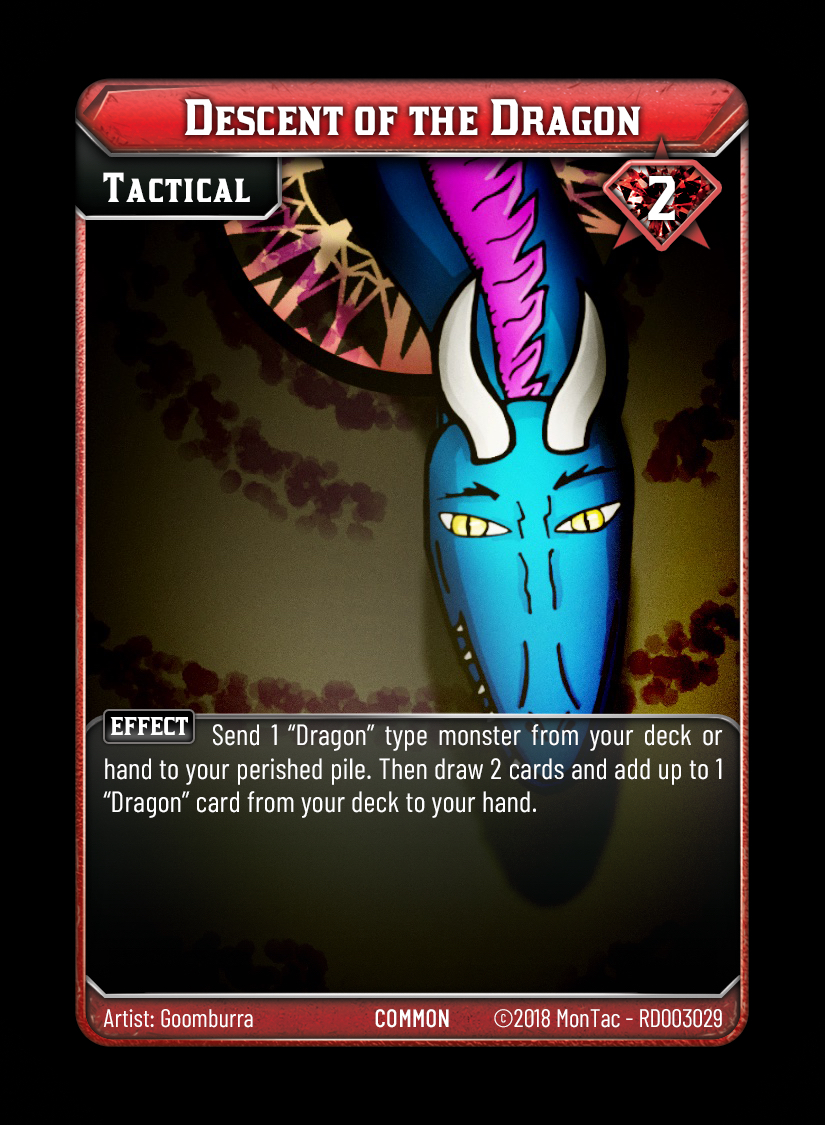 Descent of the Dragon
Tactical
2
EFFECT Send 1 “Dragon” type monster from your deck or
hand to your perished pile. Then draw 2 cards and add up to 1
“Dragon” card from your deck to your hand.
Artist: Goomburra COMMON ©2018 MonTac - RD003029